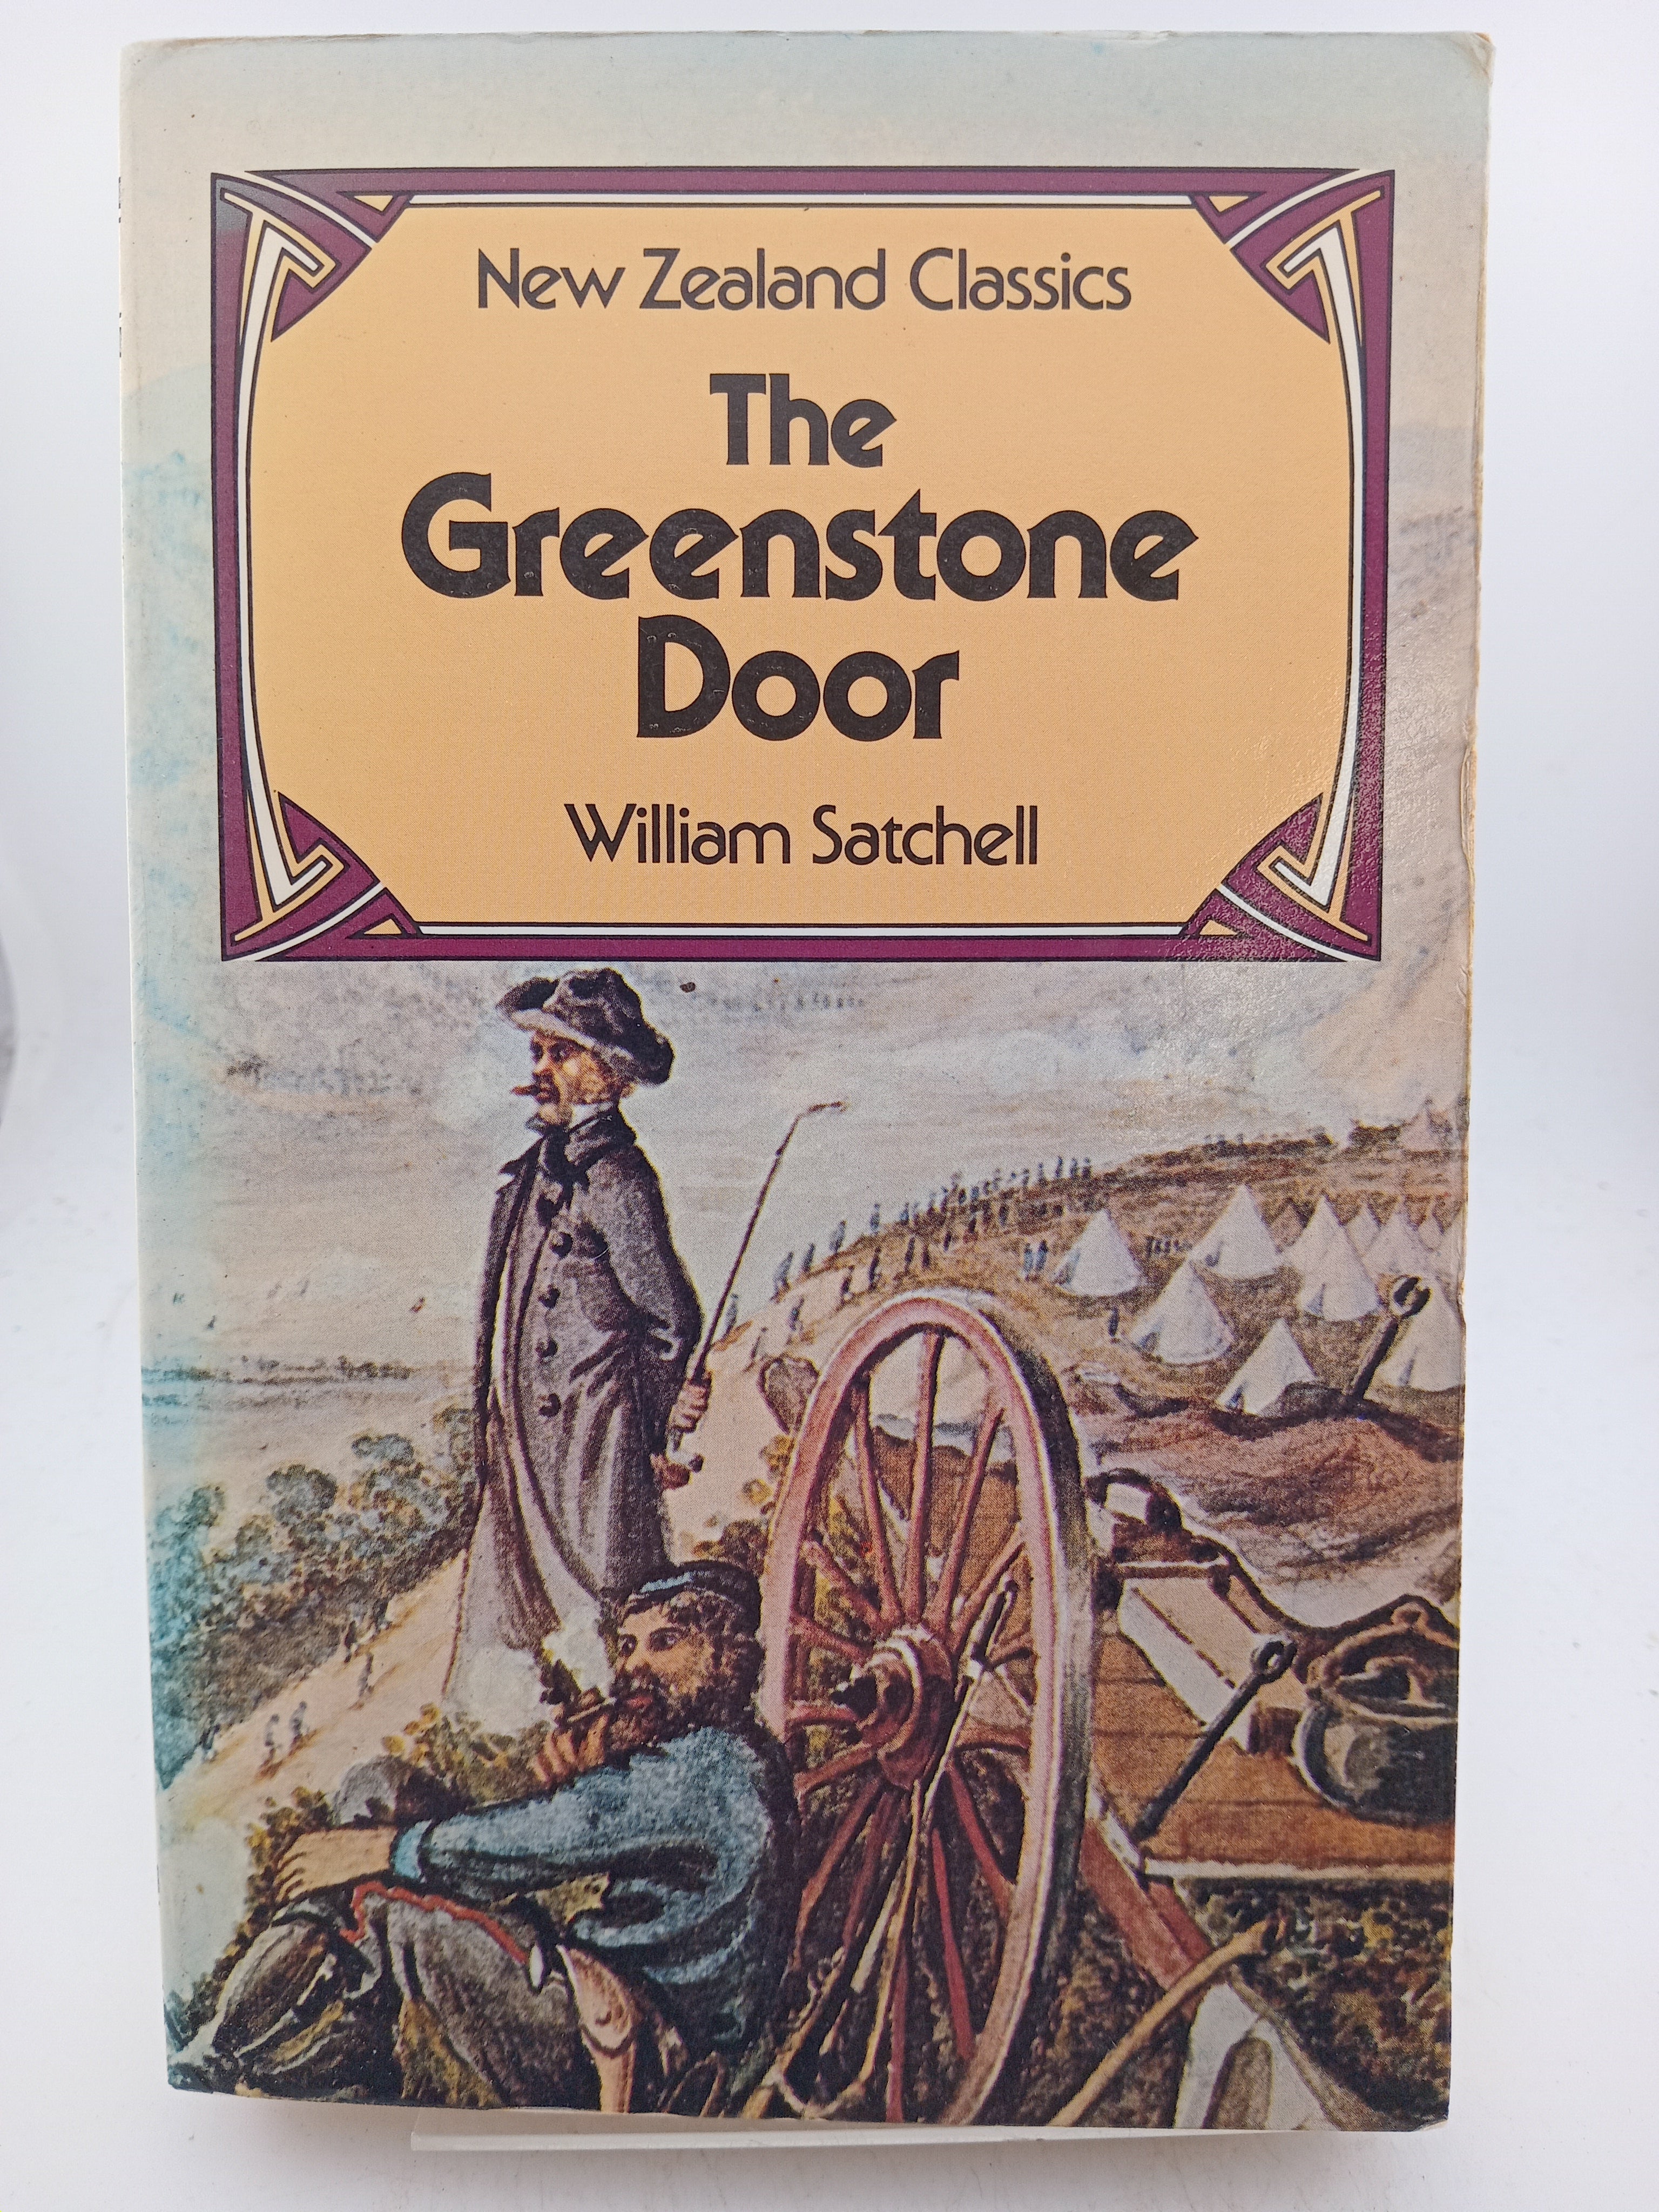 New Zealand Classics
The
Greenstone
Door
William Satchell